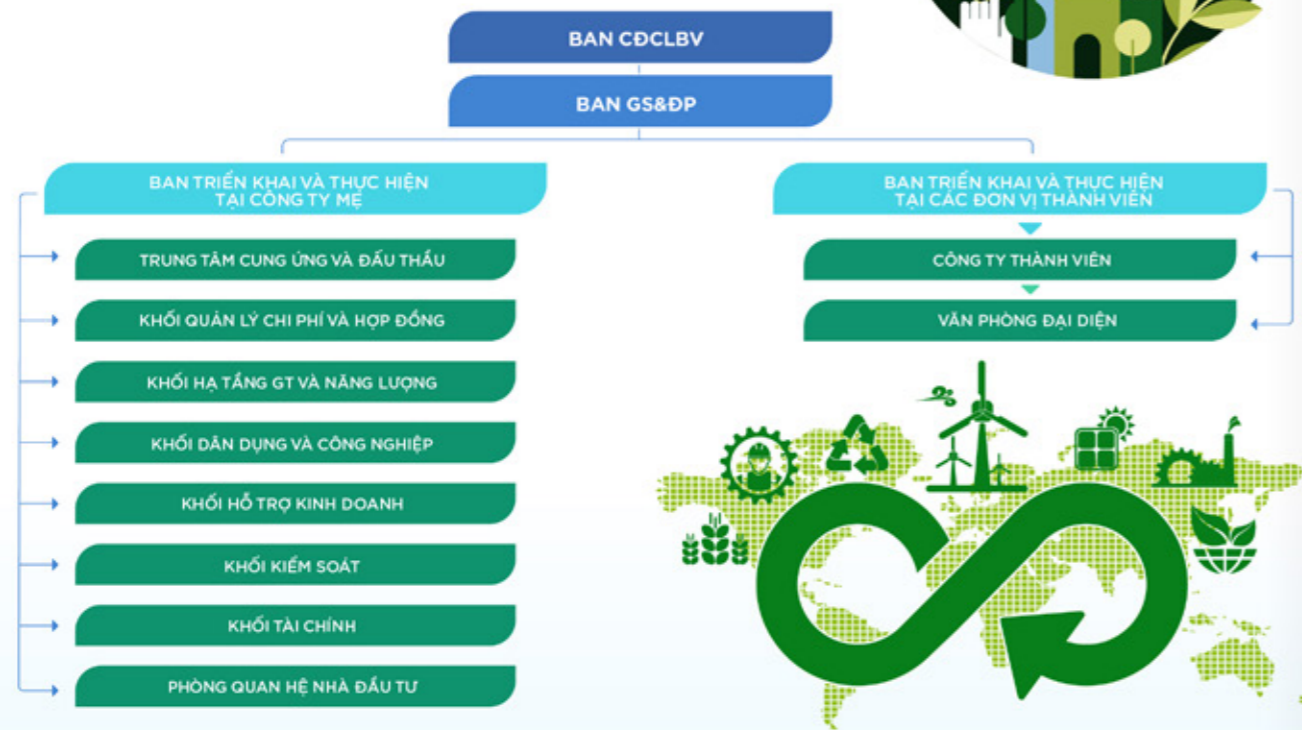 BAN CĐCLBV
BAN GS&ĐP
BAN TRIỂN KHAI VÀ THỰC HIỆN
TẠI CÔNG TY MẸ
TRUNG TÂM CUNG ỨNG VÀ ĐẤU THẦU
KHỐI QUẢN LÝ CHI PHÍ VÀ HỢP ĐỒNG
KHỐI HẠ TẦNG GT VÀ NĂNG LƯỢNG
KHỐI DÂN DỤNG VÀ CÔNG NGHIỆP
KHỐI HỖ TRỢ KINH DOANH
KHỐI KIỂM SOÁT
KHỐI TÀI CHÍNH
PHÒNG QUAN HỆ NHÀ ĐẦU TƯ
BAN TRIỂN KHAI VÀ THỰC HIỆN
TẠI CÁC ĐƠN VỊ THÀNH VIÊN
CÔNG TY THÀNH VIÊN
VĂN PHÒNG ĐẠI DIỆN